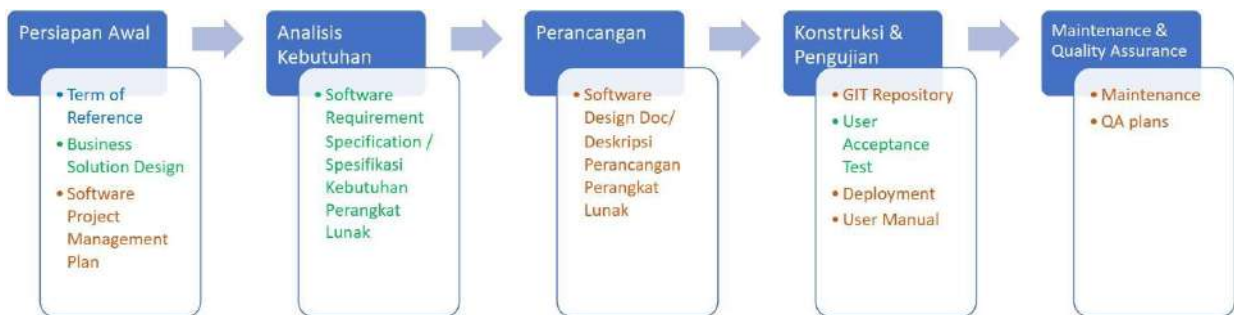 Persiapan Awal
• Term of
Reference
• Business
Solution Design
• Software
Project
Management
Plan
Analisis
Kebutuhan
• Software
Requirement
Specification /
Spesifikasi
Kebutuhan
Perangkat
Lunak
Perancangan
• Software
Design Doc/
Deskripsi
Perancangan
Perangkat
Lunak
Konstruksi &
Pengujian
• GIT Repository
• User
Acceptance
Test
• Deployment
• User Manual
Maintenance &
Quality Assurance
• Maintenance
• QA plans